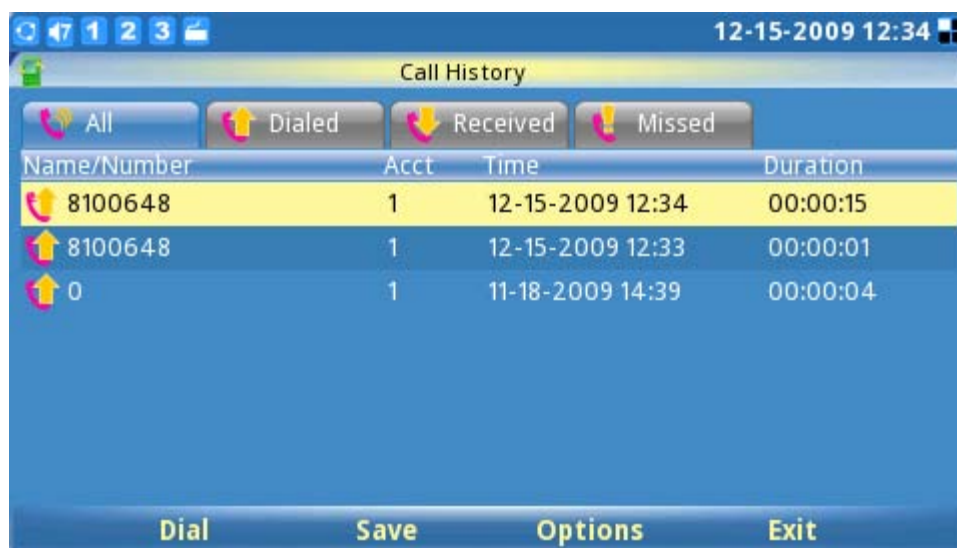 7 1 2 3 12-15-2009 12:34
Call History
All Dialed Received Missed
Name/Number Acct Time Duration
8100648 1 12-15-2009 12:34 00:00:15
8100648 1 12-15-2009 12:33 00:00:01
0 1 11-18-2009 14:39 00:00:04
Dial Save Options Exit